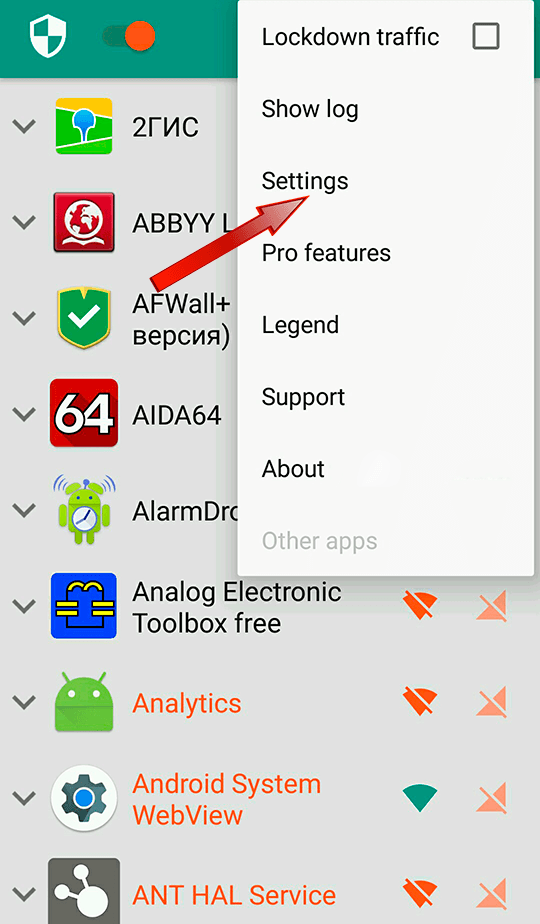 Lockdown traffic
Show log
Settings
Pro features
Legend
Support
About
Other apps
2ГИС
ABBYY L
AFWall+
версия)
64
AIDA64
AlarmDro
Analog Electronic
Toolbox free
Analytics
Android System
WebView
ANT HAL Service